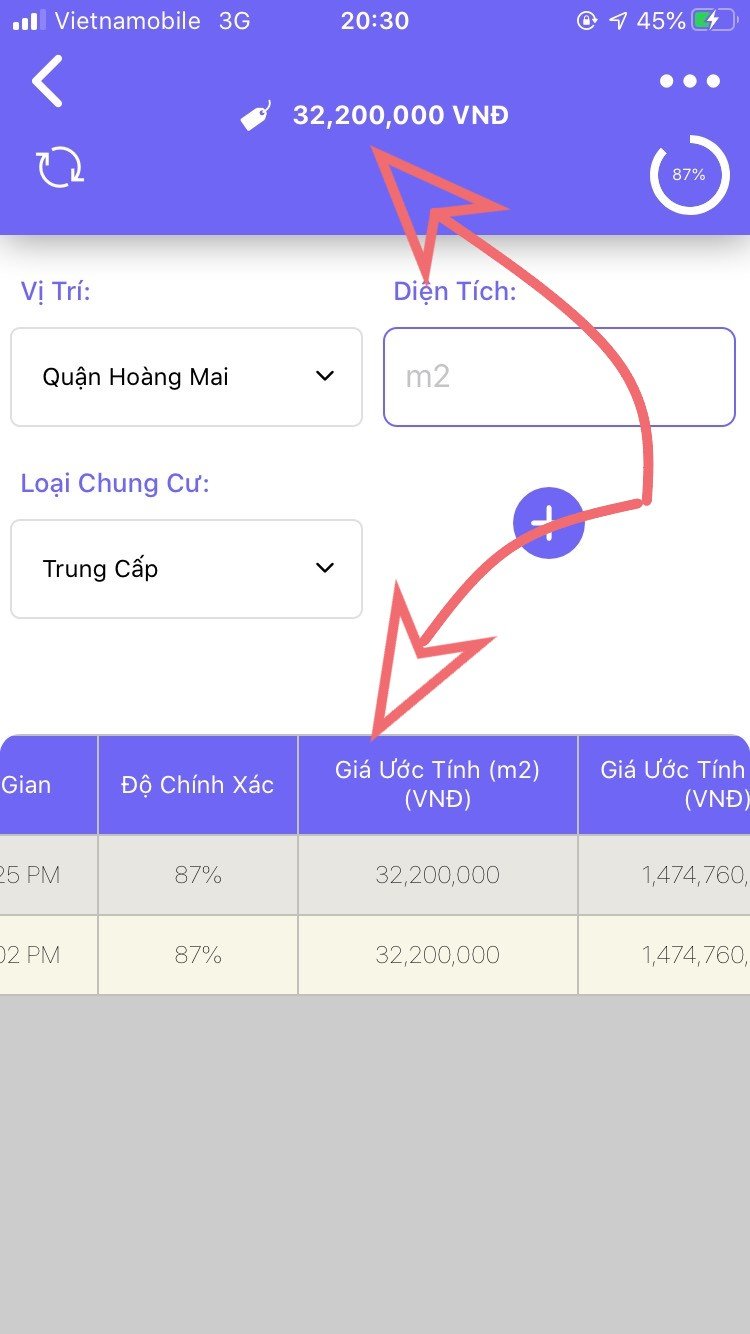 Vietnamobile 3G 20:30 45%
32,200,000 VNĐ
87%
Vị Trí: Diện Tích:
Quận Hoàng Mai m2
Loại Chung Cư:
Trung Cấp
Gian Độ Chính Xác Giá Ước Tính (m2) Giá Ước Tính
(VNĐ) (VNĐ)
25 PM 87% 32,200,000 1,474,760,
02 PM 87% 32,200,000 1,474,760,